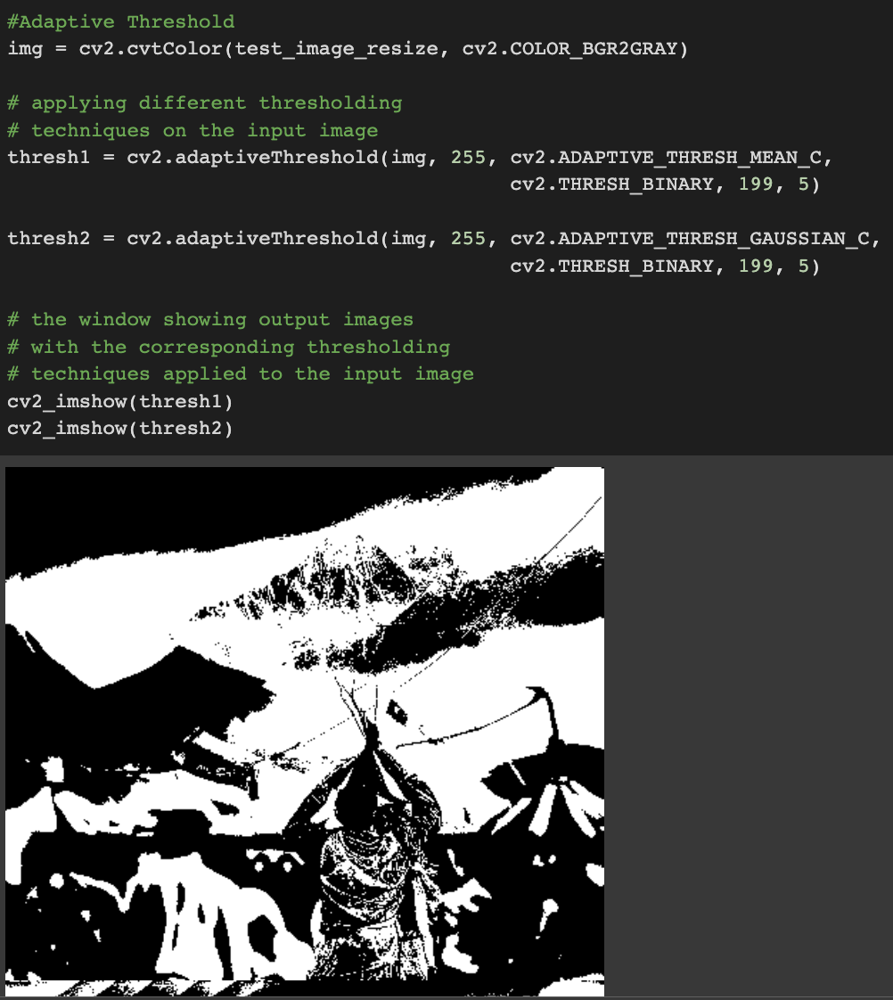 #Adaptive Threshold
img = cv2.cvtColor(test_image_resize, cv2.COLOR_BGR2GRAY)
# applying different thresholding
# techniques on the input image
thresh1 = cv2.adaptiveThreshold(img, 255, cv2.ADAPTIVE_THRESH_MEAN_C,
                                          cv2.THRESH_BINARY, 199, 5)
thresh2 = cv2.adaptiveThreshold(img, 255, cv2.ADAPTIVE_THRESH_GAUSSIAN_C,
                                          cv2.THRESH_BINARY, 199, 5)
# the window showing output images
# with the corresponding thresholding
# techniques applied to the input image
cv2_imshow(thresh1)
cv2_imshow(thresh2)